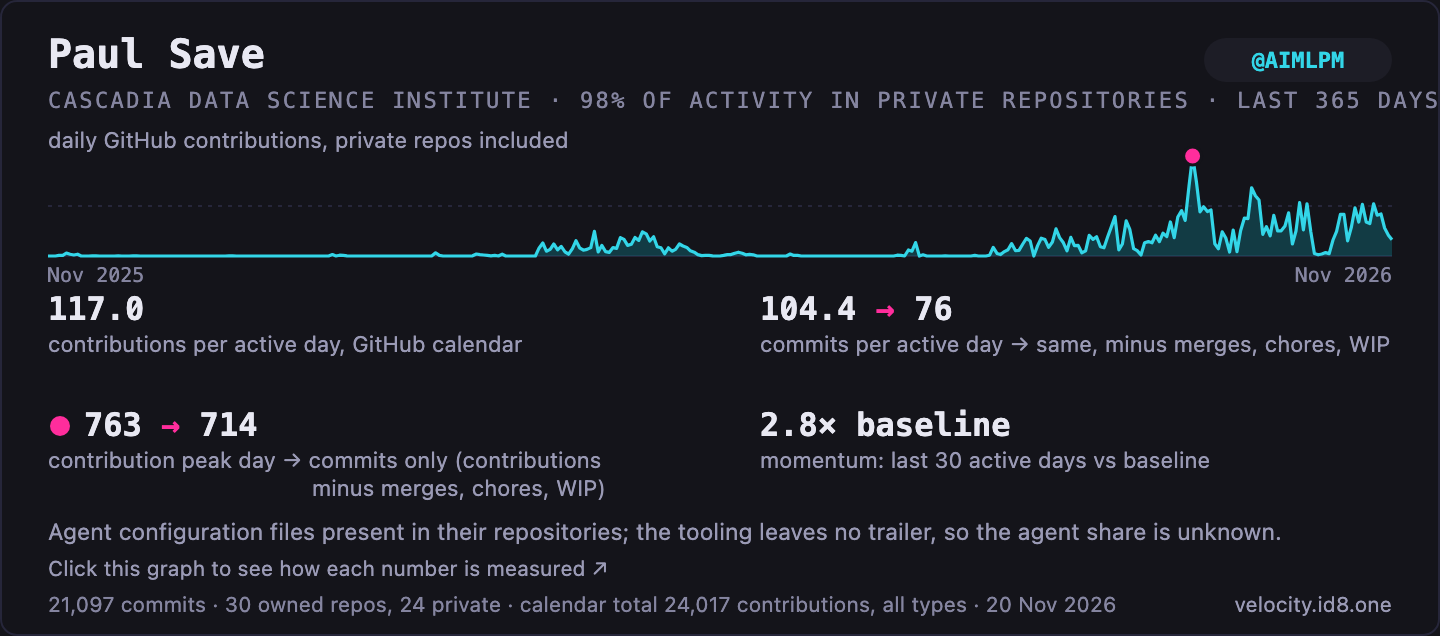 Paul Save
@AIMLPM
CASCADIA DATA SCIENCE INSTITUTE · 98% OF ACTIVITY IN PRIVATE REPOSITORIES · LAST 365 DAYS
daily GitHub contributions, private repos included
Nov 2025
Nov 2026
117.0
contributions per active day, GitHub calendar
104.4 → 76
commits per active day → same, minus merges, chores, WIP
763 → 714
contribution peak day → commits only (contributions
minus merges, chores, WIP)
2.8× baseline
momentum: last 30 active days vs baseline
Agent configuration files present in their repositories; the tooling leaves no trailer, so the agent share is unknown.
Click this graph to see how each number is measured ↗
21,097 commits · 30 owned repos, 24 private · calendar total 24,017 contributions, all types · 20 Nov 2026
velocity.id8.one